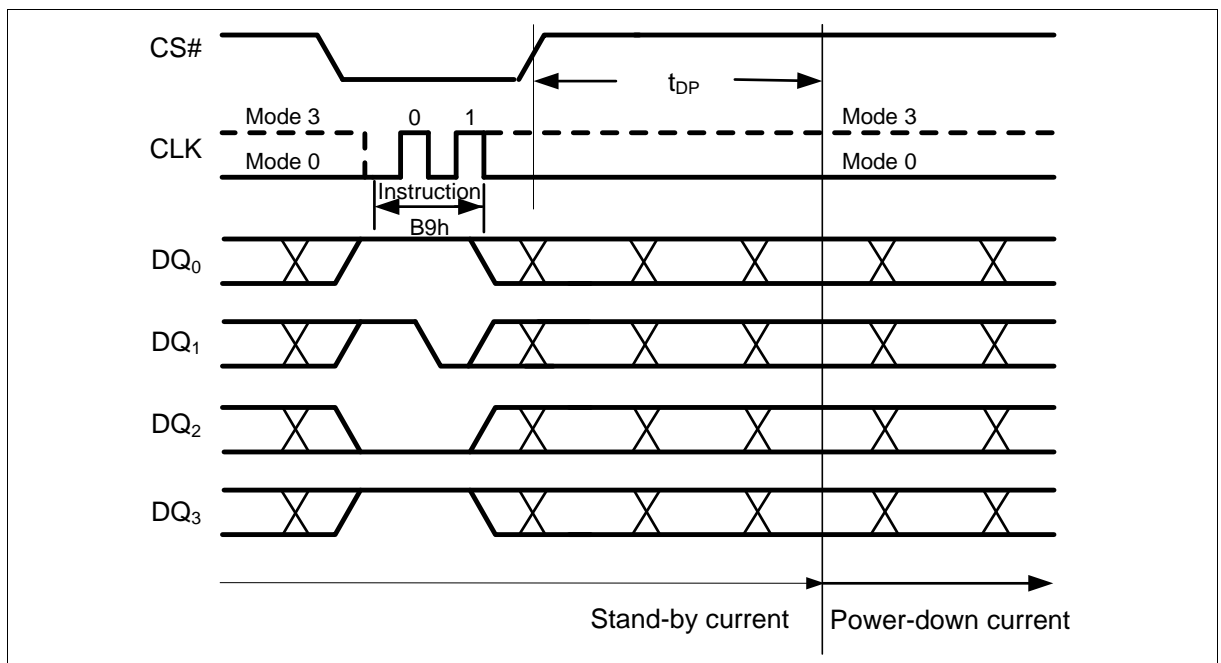 CS#
tDP
Mode 3 0 1 Mode 3
CLK
Mode 0 Mode 0
Instruction
B9h
DQ0
DQ1
DQ2
DQ3
Stand-by current Power-down current